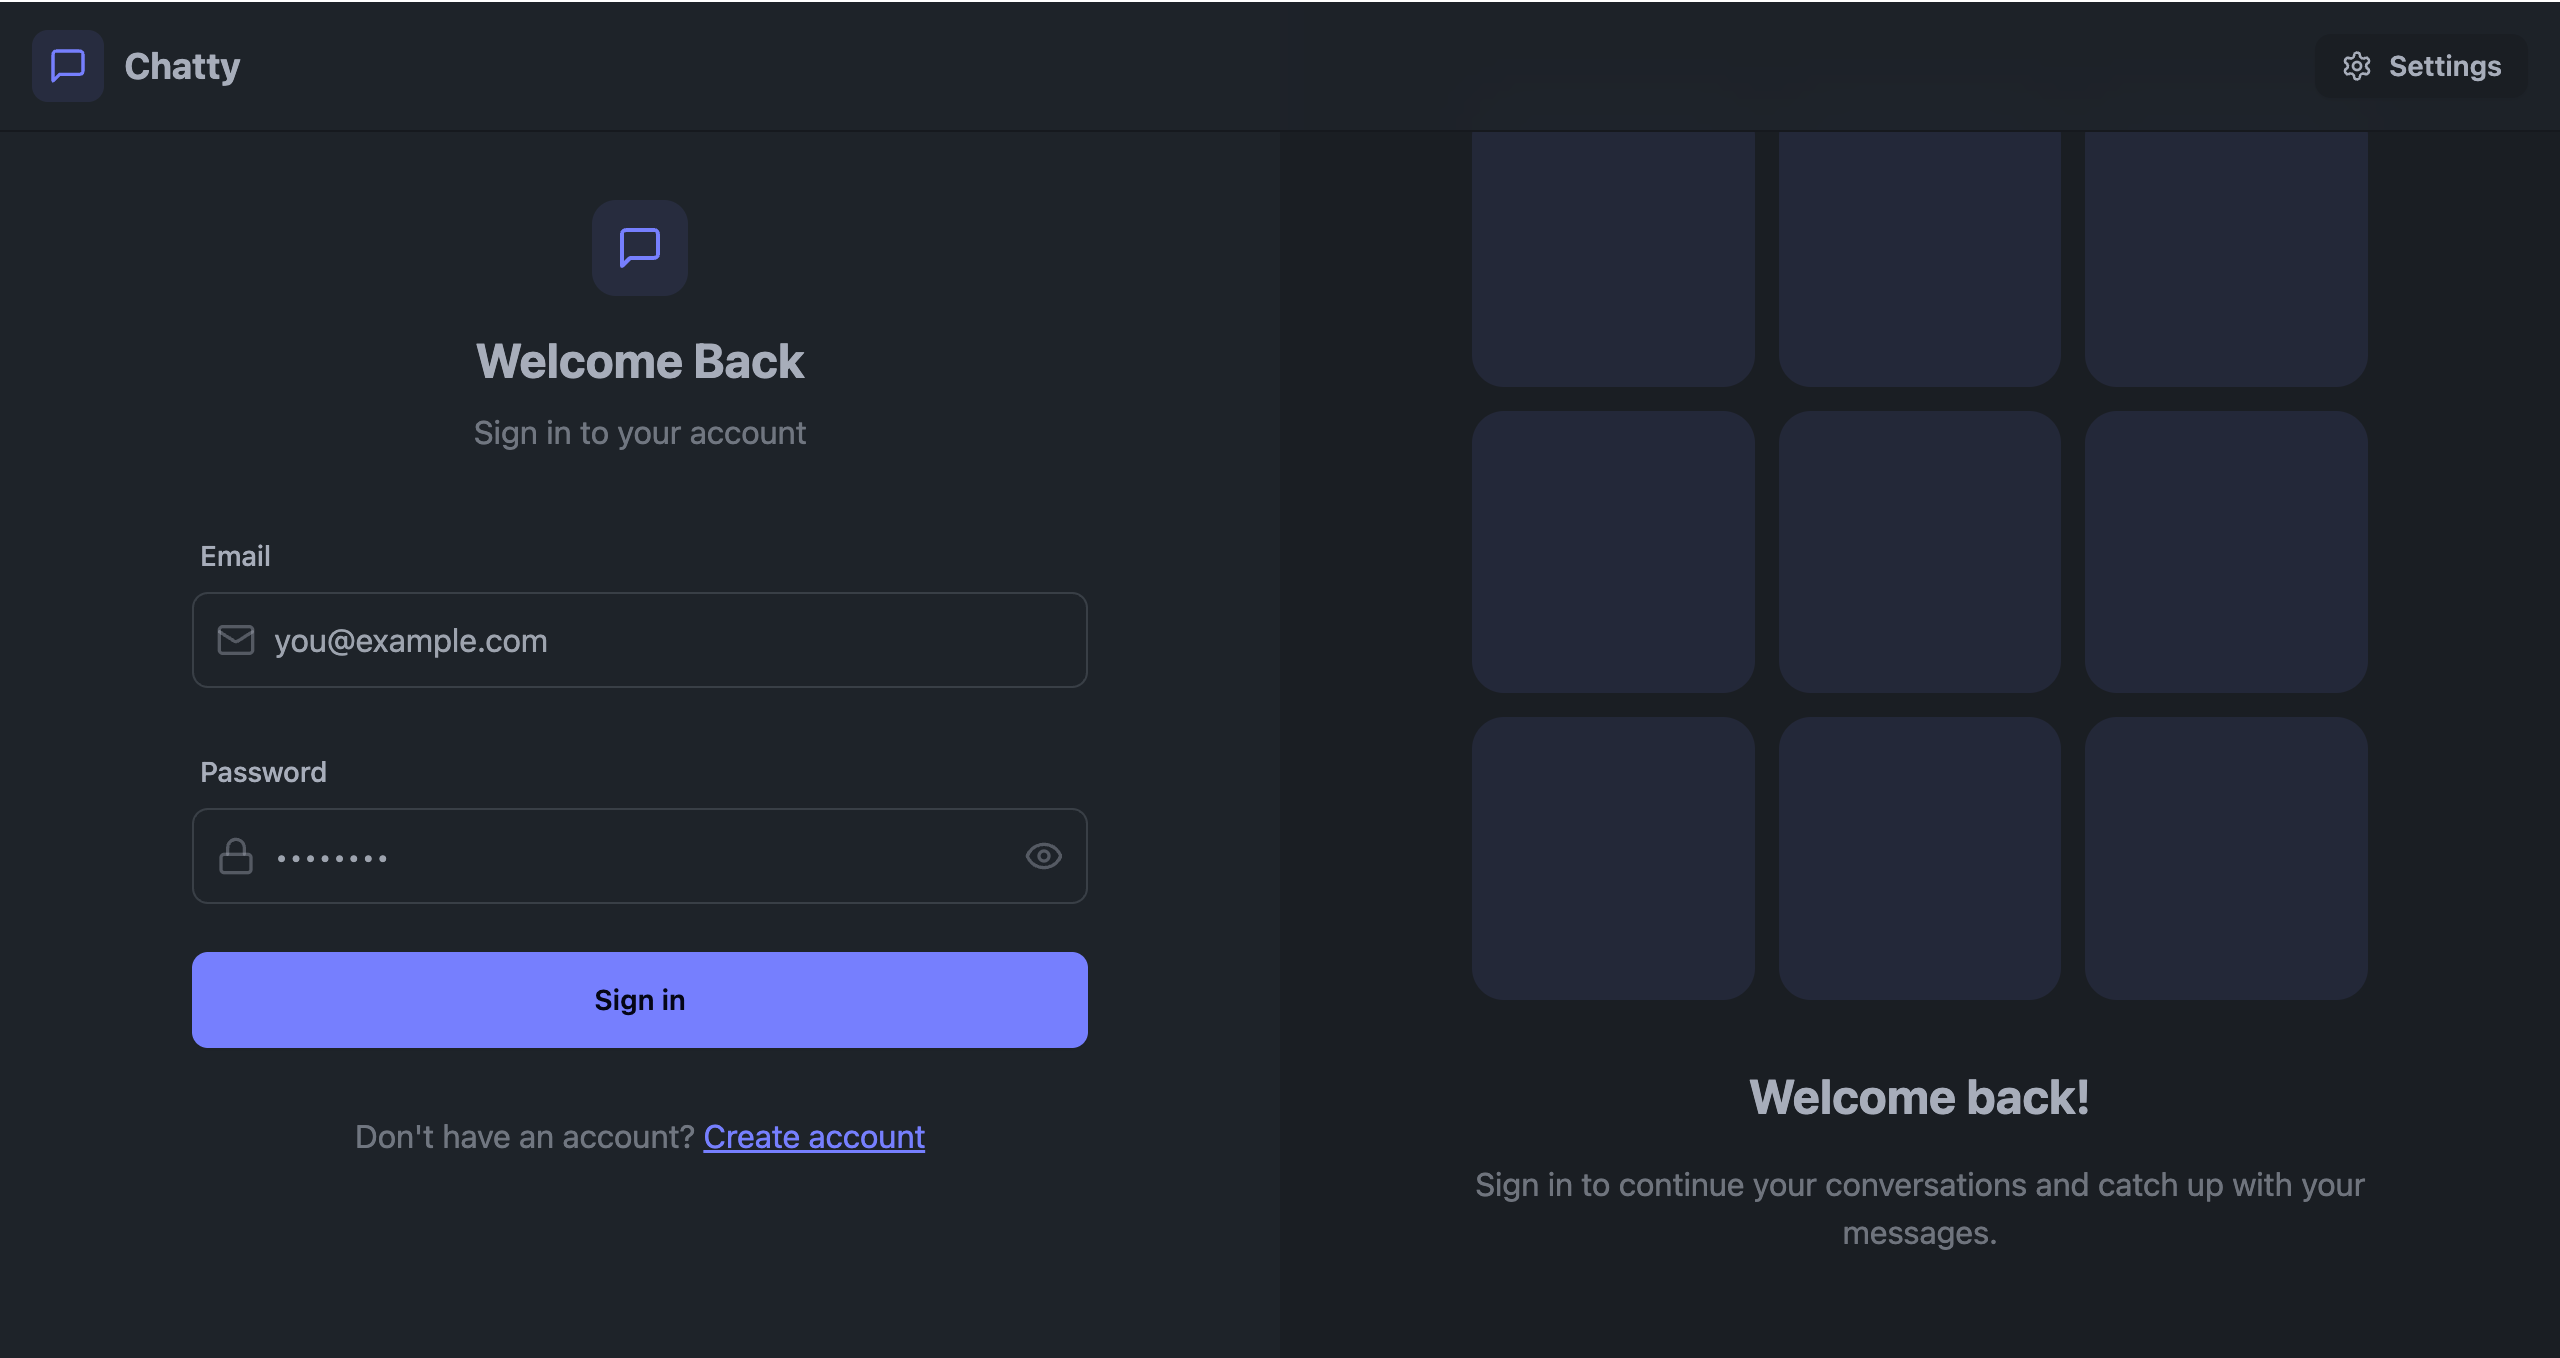 Chatty
Settings
Welcome Back
Sign in to your account
Email
you@example.com
Password
••••••••
Sign in
Don't have an account? Create account
Welcome back!
Sign in to continue your conversations and catch up with your
messages.